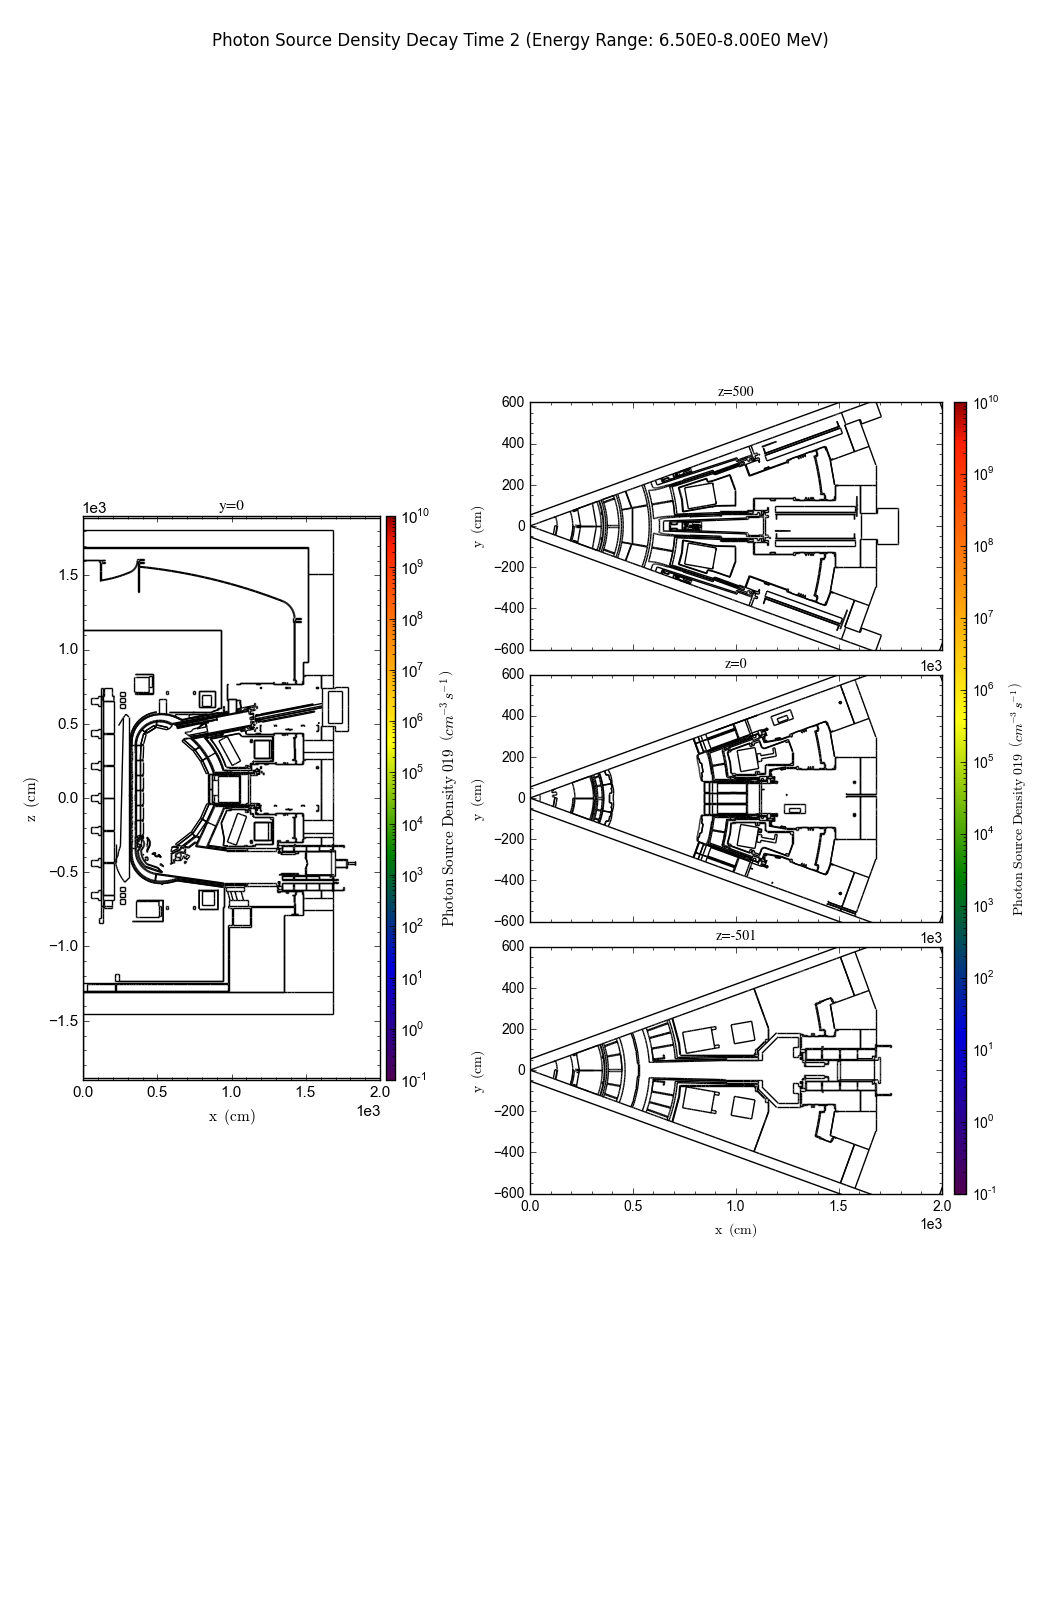 Photon Source Density Decay Time 2 (Energy Range: 6.50E0-8.00E0 MeV)
y=0
1e3
1.5
1.0
0.5
0.0
−0.5
−1.0
−1.5
z (cm)
0.0 0.5 1.0 1.5 2.0
1e3
x (cm)
10^10
10^9
10^8
10^7
10^6
10^5
10^4
10^3
10^2
10^1
10^0
10^-1
Photon Source Density 019 (cm^−3 s^−1)
z=500
600
400
200
0
−200
−400
−600
y (cm)
1e3
z=0
600
400
200
0
−200
−400
−600
y (cm)
1e3
z=-501
600
400
200
0
−200
−400
−600
y (cm)
0.0 0.5 1.0 1.5 2.0
1e3
x (cm)
10^10
10^9
10^8
10^7
10^6
10^5
10^4
10^3
10^2
10^1
10^0
10^-1
Photon Source Density 019 (cm^−3 s^−1)